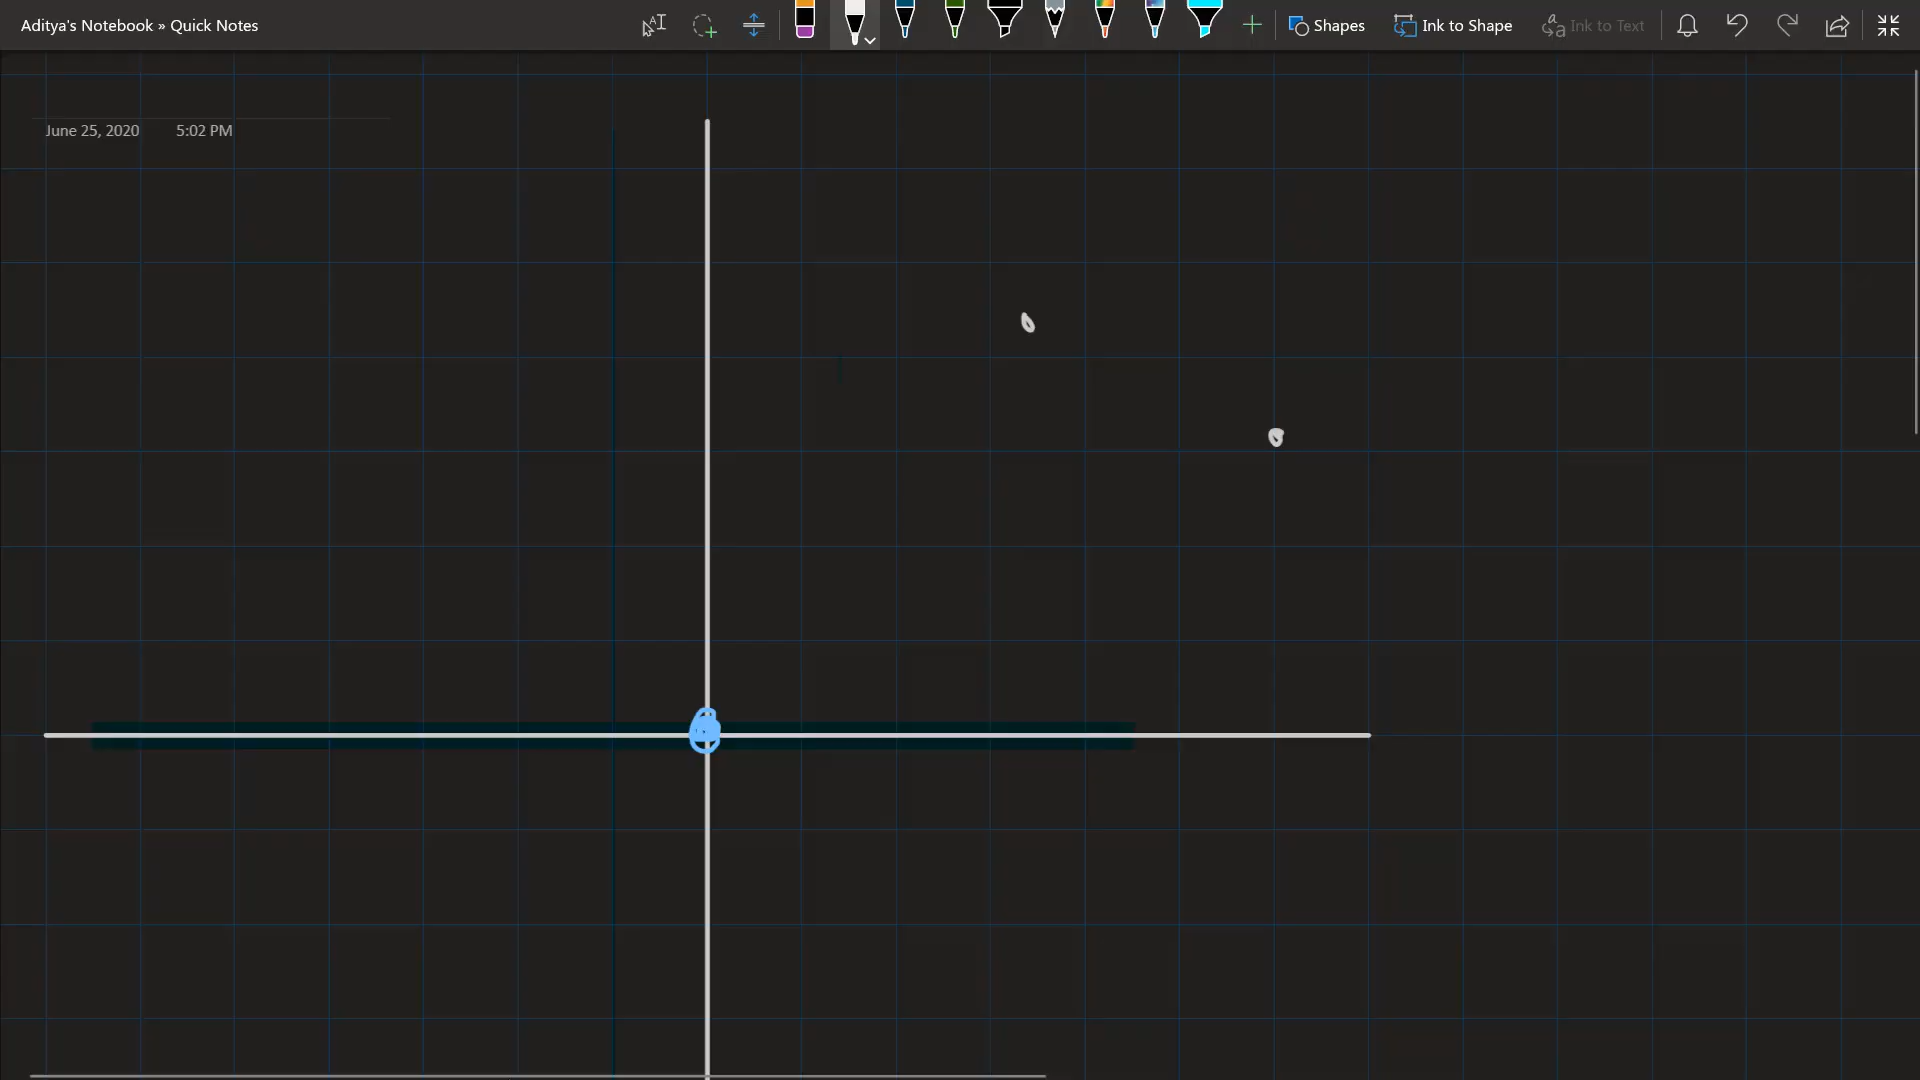 Aditya's Notebook » Quick Notes
Shapes
Ink to Shape
Ink to Text
June 25, 2020 5:02 PM